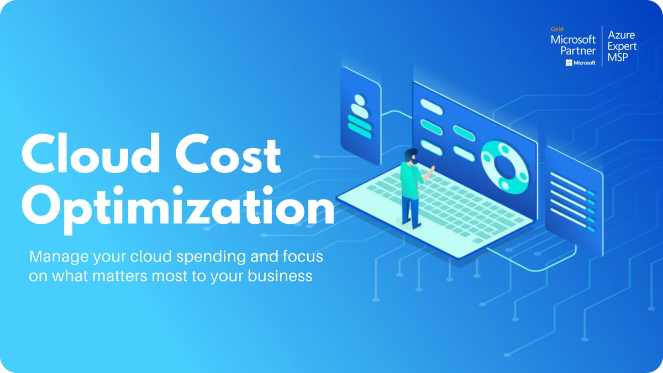 Gold
Microsoft
Partner
Microsoft
Azure
Expert
MSP
Cloud Cost
Optimization
Manage your cloud spending and focus
on what matters most to your business